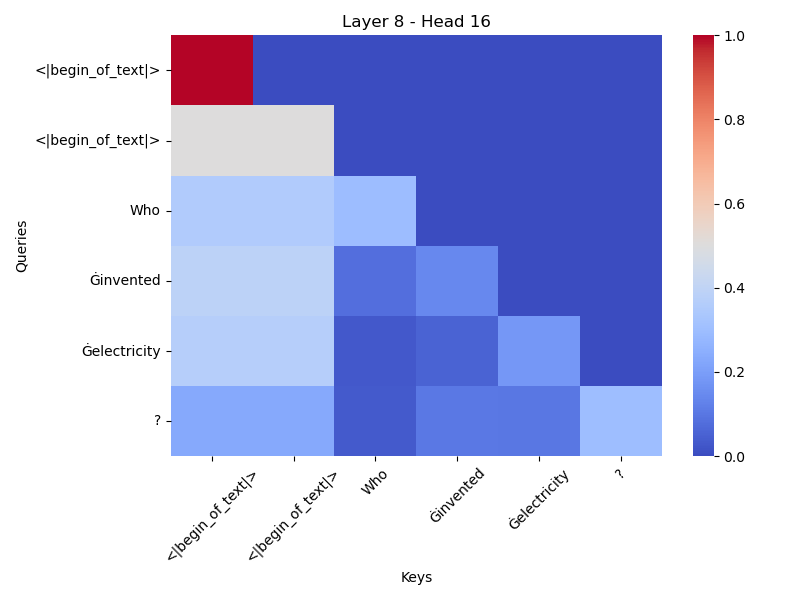 Layer 8 - Head 16
<|begin_of_text|>
<|begin_of_text|>
Who
Ġinvented
Ġelectricity
?
Queries
<|begin_of_text|>
<|begin_of_text|>
Who
Ġinvented
Ġelectricity
?
Keys
1.0
0.8
0.6
0.4
0.2
0.0